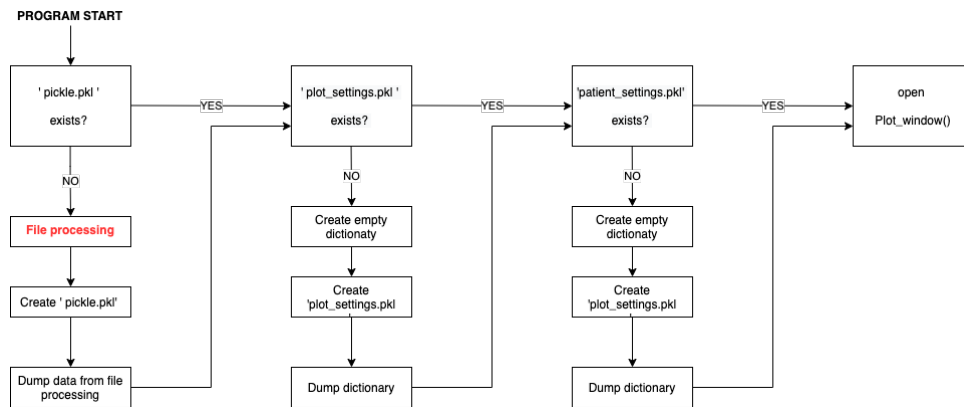 PROGRAM START
' pickle.pkl '
exists?
YES
' plot_settings.pkl '
exists?
YES
'patient_settings.pkl'
exists?
YES
open
Plot_window()
NO
NO
NO
File processing
Create ' pickle.pkl'
Dump data from file
processing
Create empty
dictionaty
Create
'plot_settings.pkl
'
Dump dictionary
Create empty
dictionaty
Create
'plot_settings.pkl
'
Dump dictionary